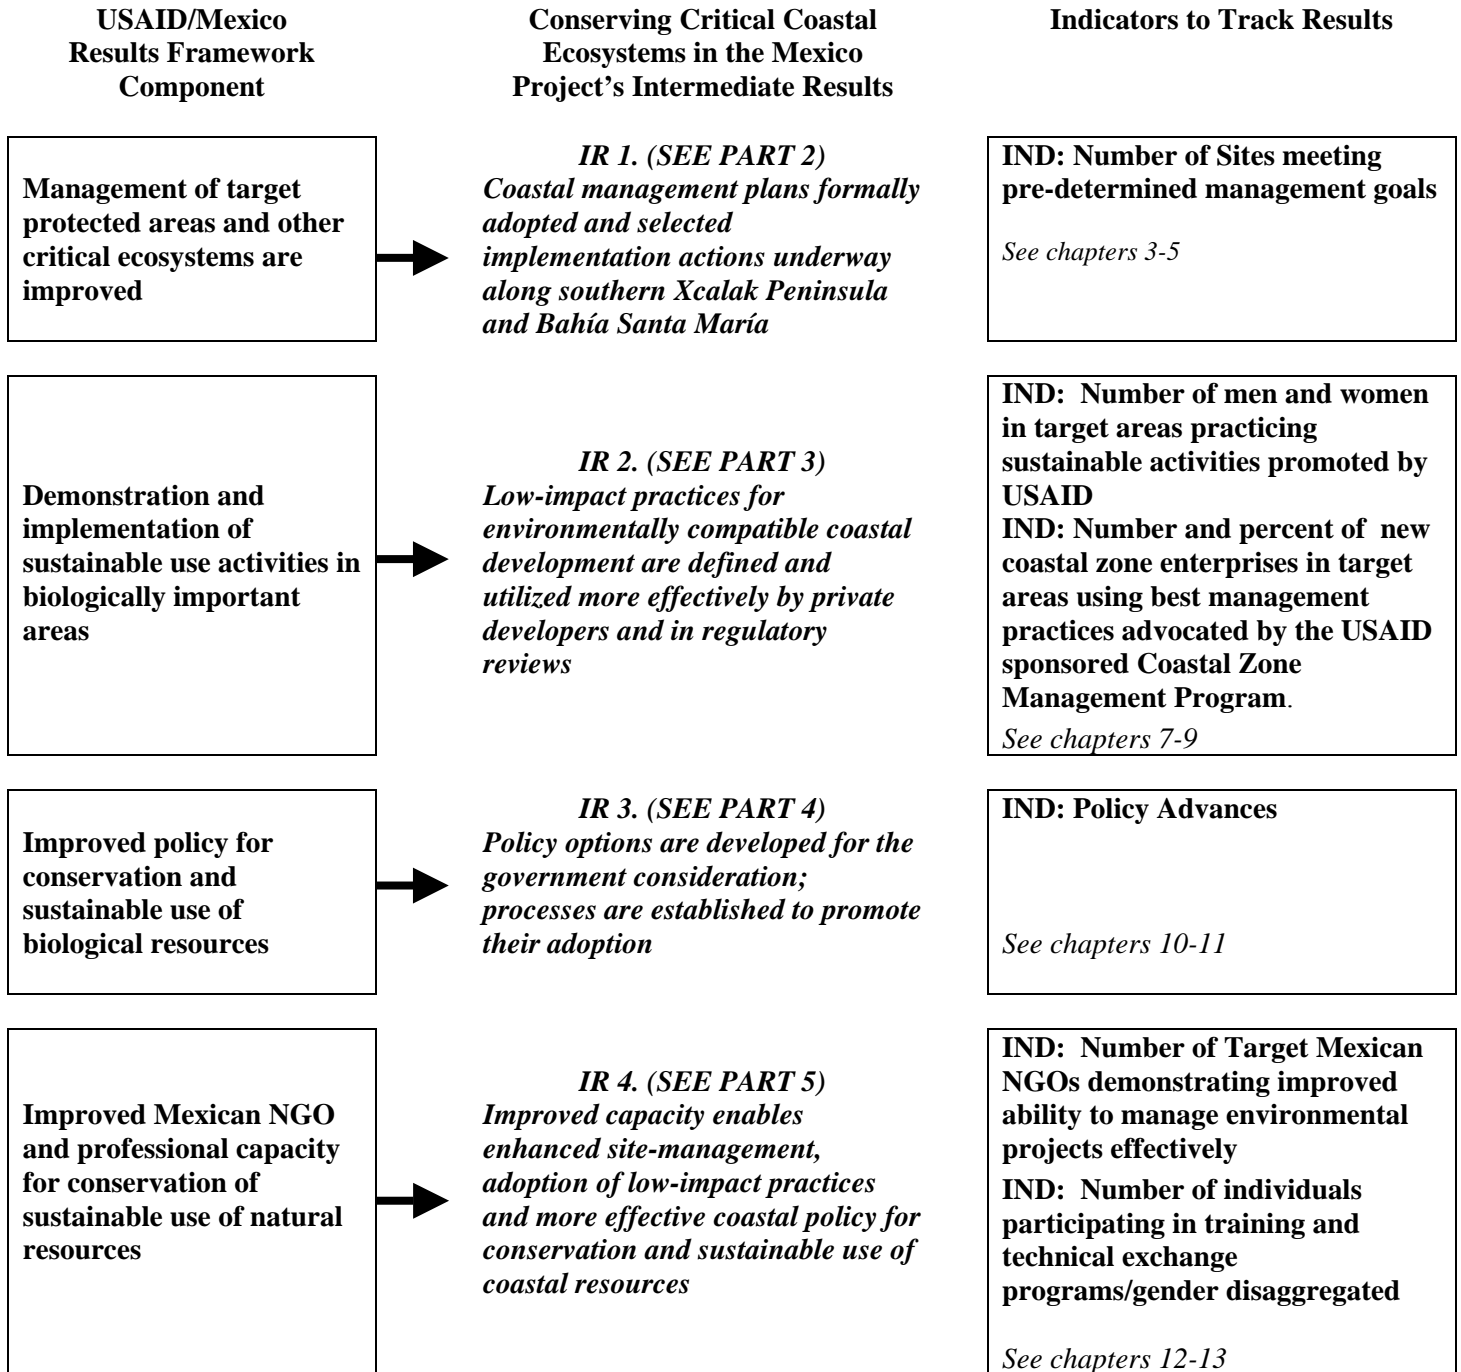 USAID/Mexico
Results Framework
Component
Conserving Critical Coastal
Ecosystems in the Mexico
Project's Intermediate Results
Indicators to Track Results
Management of target
protected areas and other
critical ecosystems are
improved
IR 1. (SEE PART 2)
Coastal management plans formally
adopted and selected
implementation actions underway
along southern Xcalak Peninsula
and Bahía Santa María
IND: Number of Sites meeting
pre-determined management goals
See chapters 3-5
Demonstration and
implementation of
sustainable use activities in
biologically important
areas
IR 2. (SEE PART 3)
Low-impact practices for
environmentally compatible coastal
development are defined and
utilized more effectively by private
developers and in regulatory
reviews
IND:  Number of men and women
in target areas practicing
sustainable activities promoted by
USAID
IND: Number and percent of  new
coastal zone enterprises in target
areas using best management
practices advocated by the USAID
sponsored Coastal Zone
Management Program.
See chapters 7-9
Improved policy for
conservation and
sustainable use of
biological resources
IR 3. (SEE PART 4)
Policy options are developed for the
government consideration;
processes are established to promote
their adoption
IND: Policy Advances
See chapters 10-11
Improved Mexican NGO
and professional capacity
for conservation of
sustainable use of natural
resources
IR 4. (SEE PART 5)
Improved capacity enables
enhanced site-management,
adoption of low-impact practices
and more effective coastal policy for
conservation and sustainable use of
coastal resources
IND:  Number of Target Mexican
NGOs demonstrating improved
ability to manage environmental
projects effectively
IND:  Number of individuals
participating in training and
technical exchange
programs/gender disaggregated
See chapters 12-13